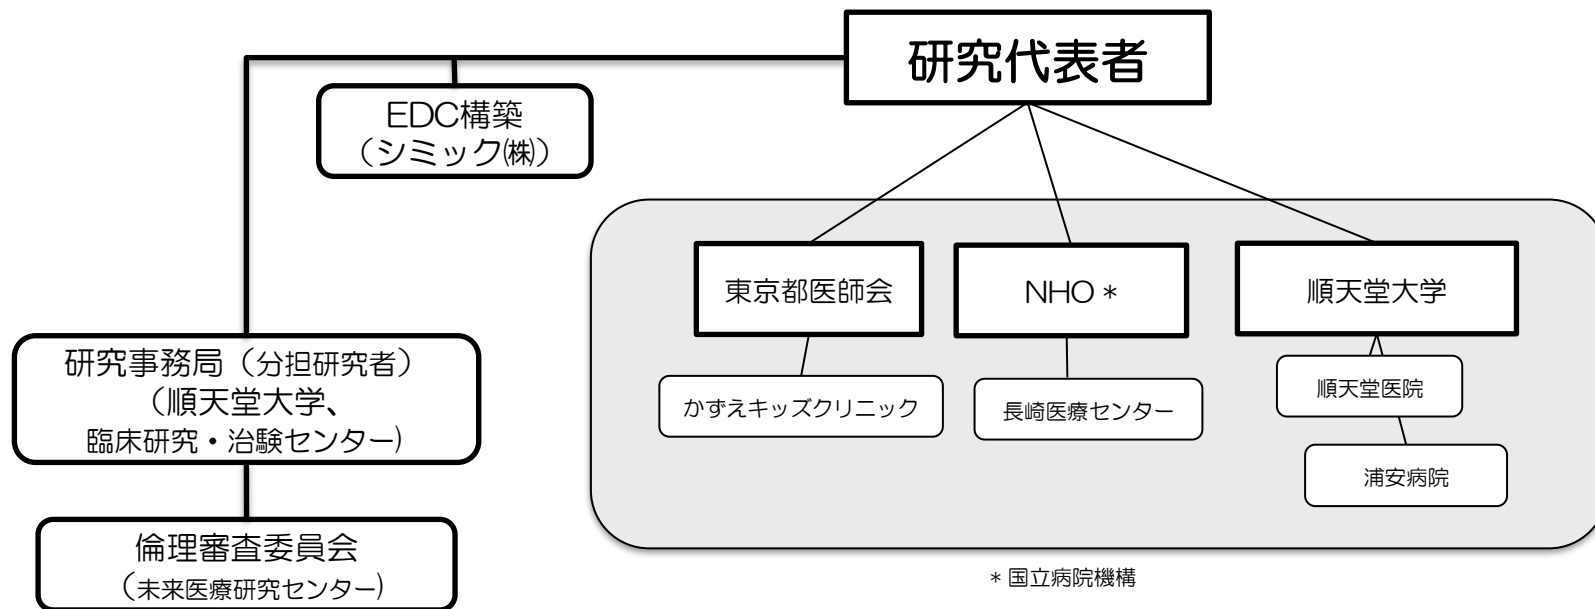 研究代表者
EDC構築
（シミック㈱）
東京都医師会
NHO *
順天堂大学
研究事務局（分担研究者）
（順天堂大学、
臨床研究・治験センター)
かずえキッズクリニック
長崎医療センター
順天堂医院
浦安病院
倫理審査委員会
（未来医療研究センター)
* 国立病院機構